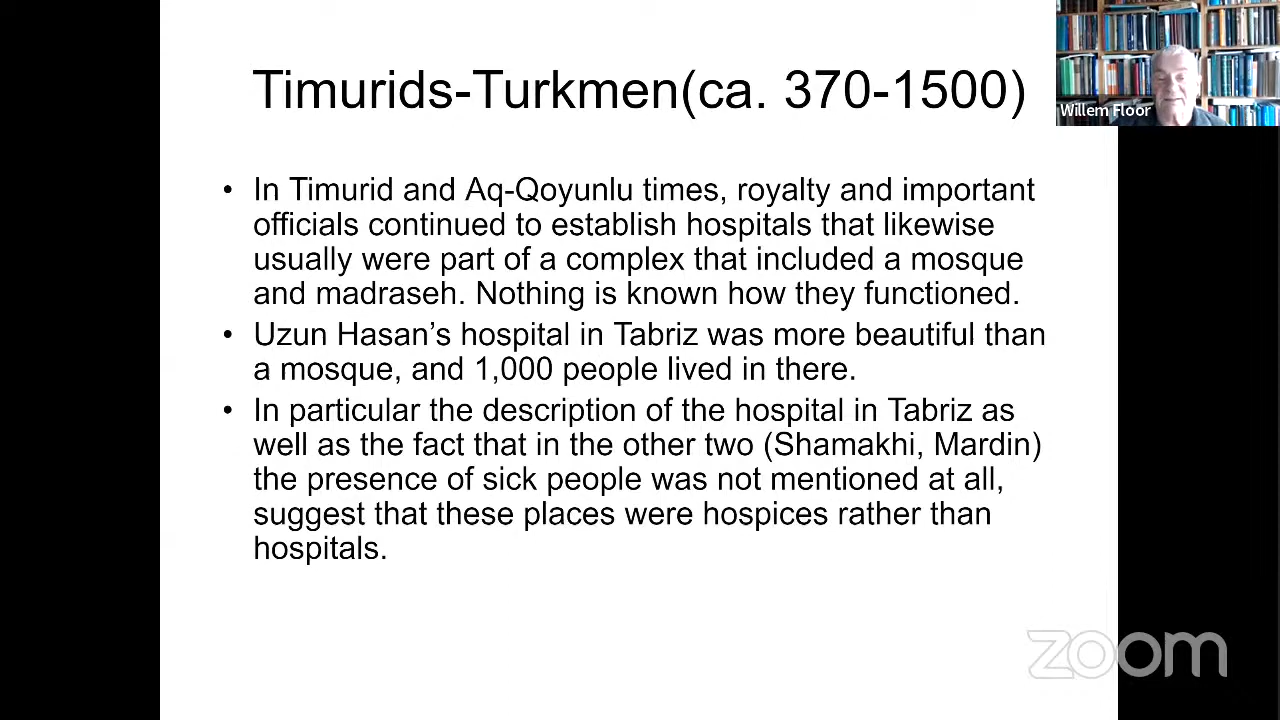 Timurids-Turkmen(ca. 370-1500)
Willem Floor
• In Timurid and Aq-Qoyunlu times, royalty and important
officials continued to establish hospitals that likewise
usually were part of a complex that included a mosque
and madraseh. Nothing is known how they functioned.
• Uzun Hasan’s hospital in Tabriz was more beautiful than
a mosque, and 1,000 people lived in there.
• In particular the description of the hospital in Tabriz as
well as the fact that in the other two (Shamakhi, Mardin)
the presence of sick people was not mentioned at all,
suggest that these places were hospices rather than
hospitals.
zoom